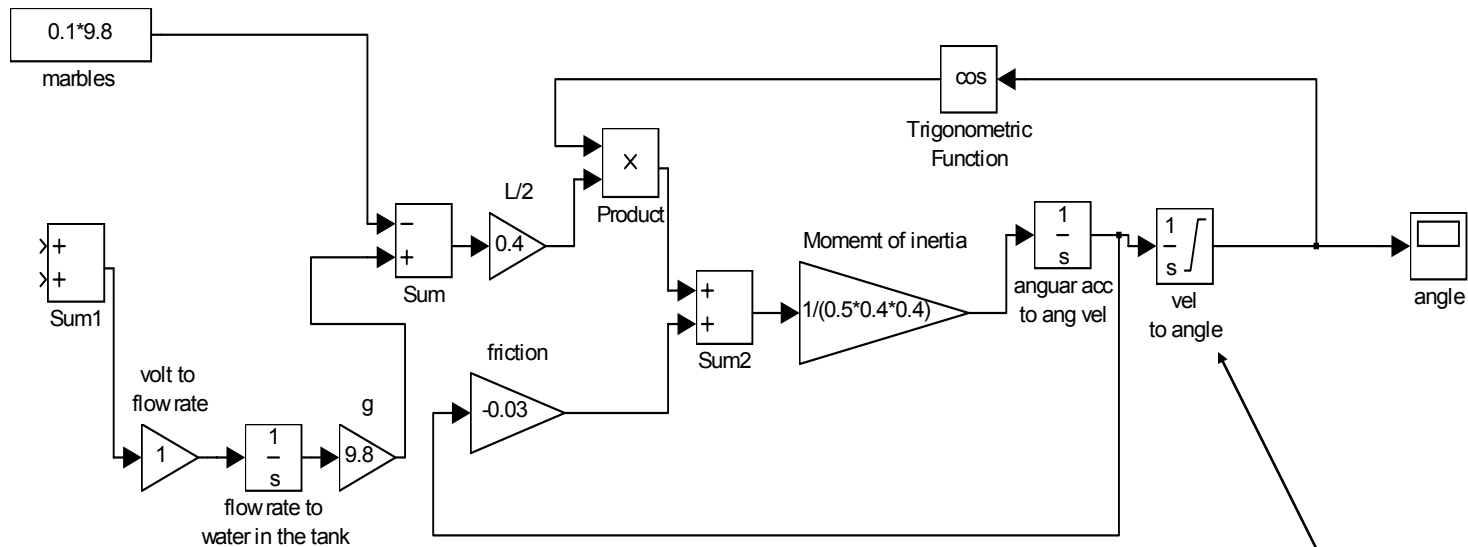 0.1*9.8
marbles
cos
Trigonometric
Function
L/2
X
Product
0.4
−
+
Sum
+
+
Sum1
Momemt of inertia
1/(0.5*0.4*0.4)
1
s
anguar acc
to ang vel
1
s
vel
to angle
angle
+
+
Sum2
friction
-0.03
volt to
flow rate
1
1
s
flow rate to
water in the tank
g
9.8